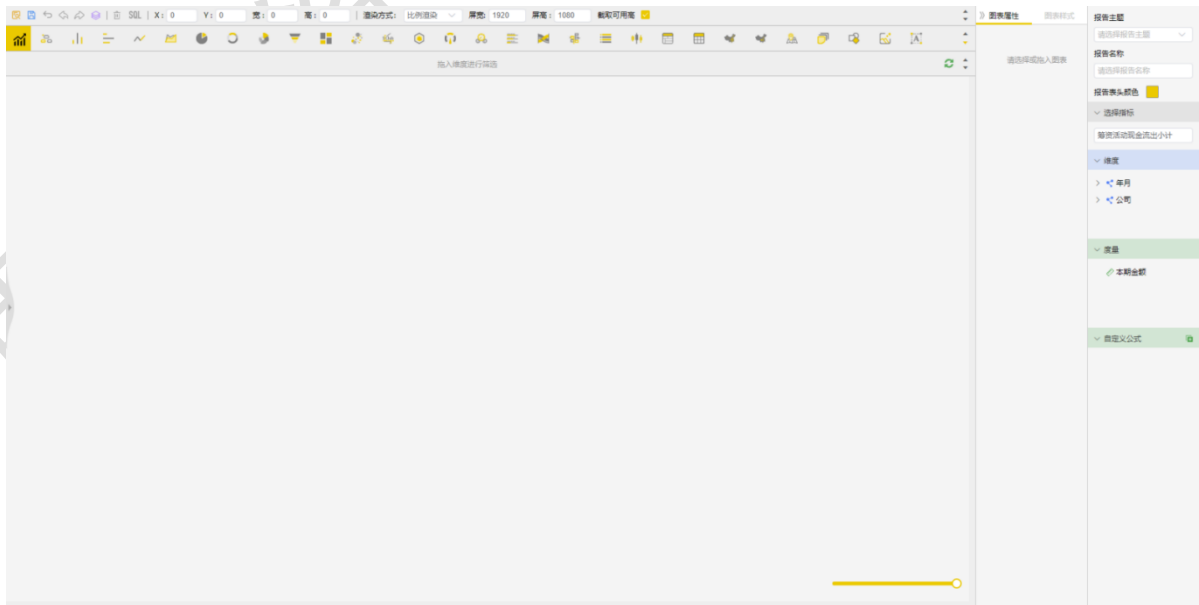 SQL X: 0 Y: 0 宽: 0 高: 0 渲染方式: 比例渲染 屏宽: 1920 屏高: 1080 截取可用高
拖入维度进行筛选
图表属性 图表样式
请选择或拖入图表
报告主题
请选择报告主题
报告名称
请选择报告名称
报告表头颜色
选择指标
筹资活动现金流出小计
维度
年月
公司
度量
本期金额
自定义公式